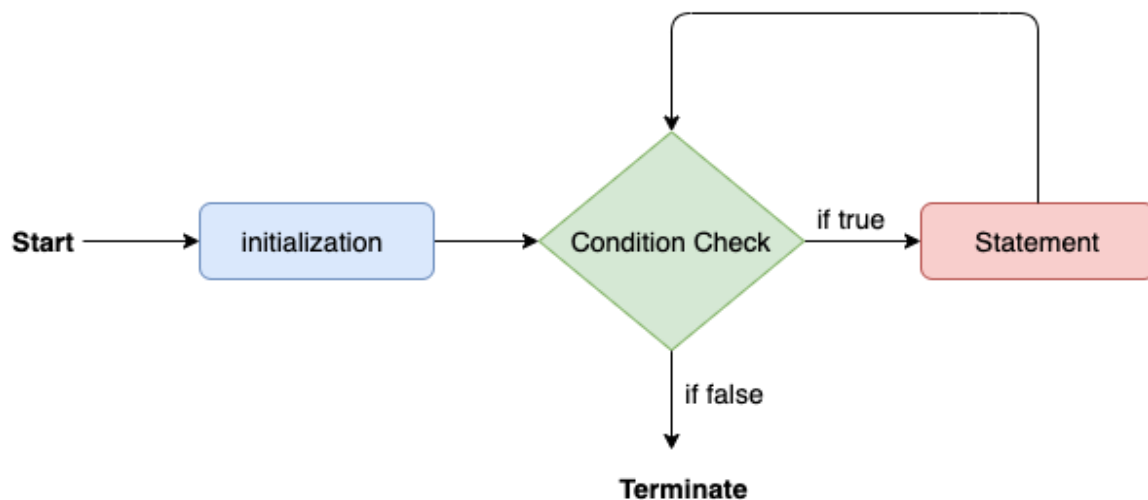 Start
initialization
Condition Check
if true
Statement
if false
Terminate